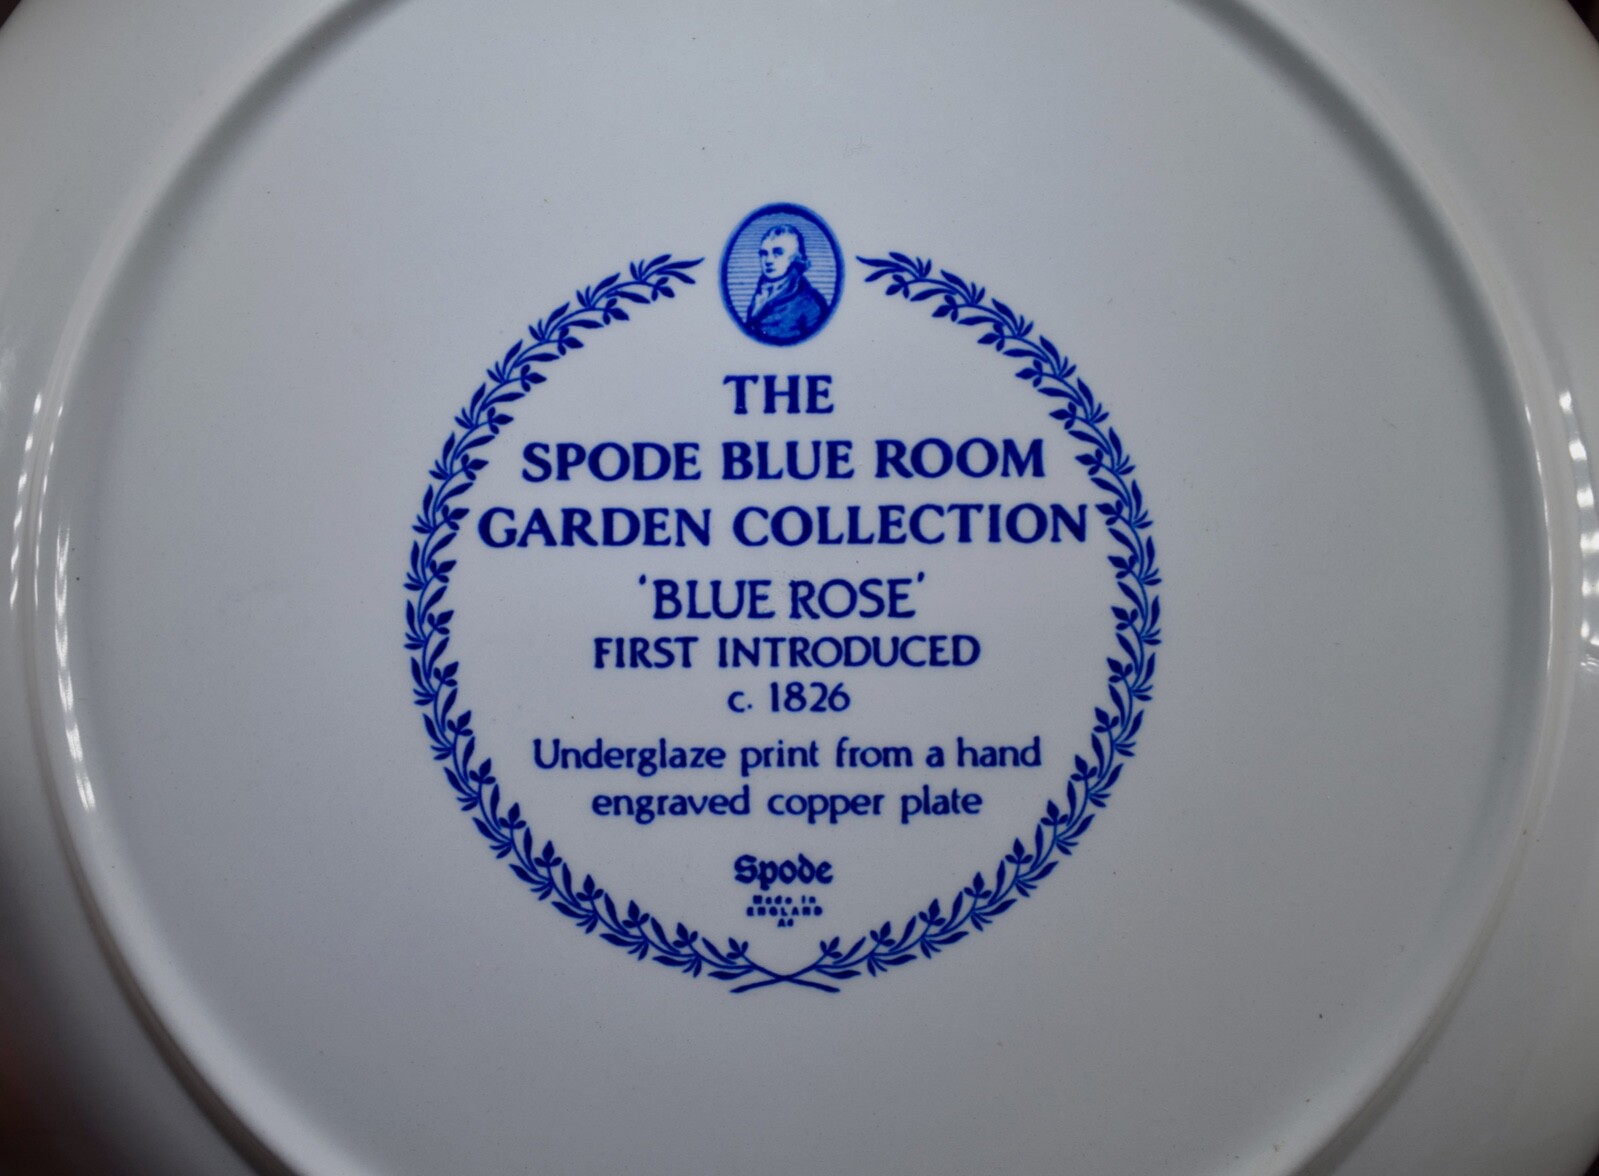 THE
SPODE BLUE ROOM
GARDEN COLLECTION
'BLUE ROSE'
FIRST INTRODUCED
c. 1826
Underglaze print from a hand
engraved copper plate
Spode
Made in
ENGLAND